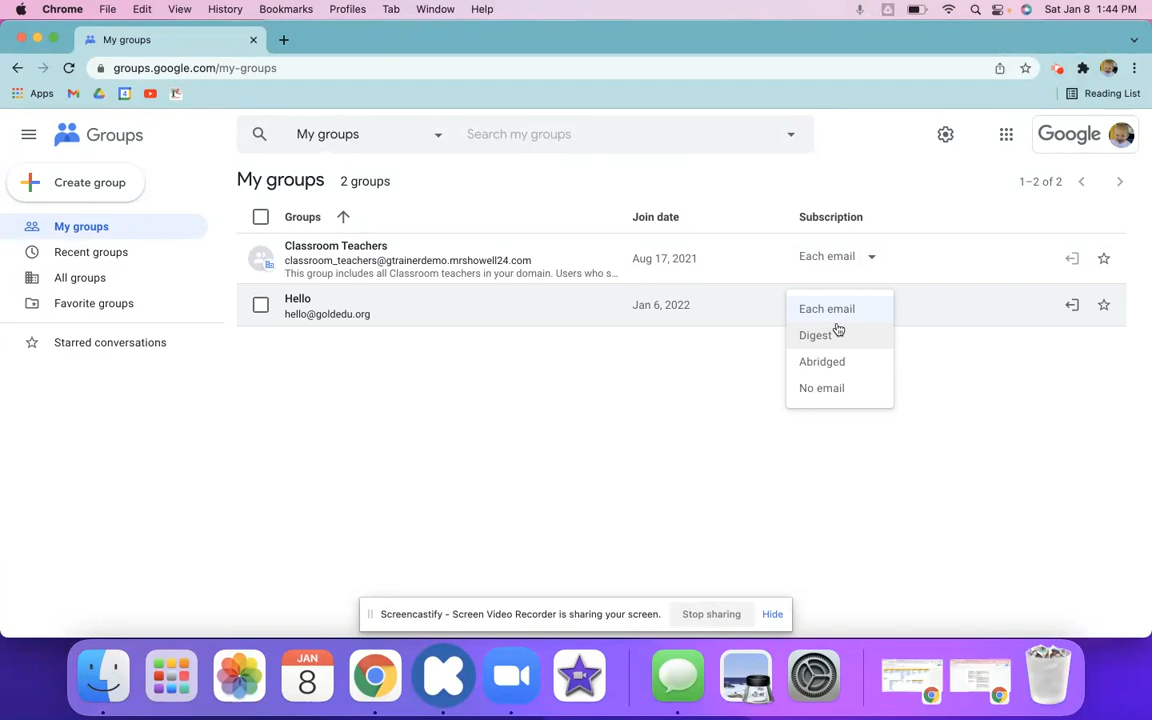 Chrome File Edit View History Bookmarks Profiles Tab Window Help Sat Jan 8 1:44 PM
My groups
groups.google.com/my-groups
Apps Reading List
Groups My groups Search my groups Google
Create group My groups 2 groups 1–2 of 2
My groups Groups Join date Subscription
Recent groups
All groups
Favorite groups
Starred conversations
Classroom Teachers
classroom_teachers@gtrainerdemo.mrshowell24.com Aug 17, 2021 Each email
This group includes all Classroom teachers in your domain. Users who s...
Hello
hello@goldedu.org Jan 6, 2022
Each email
Digest
Abridged
No email
Screencastify - Screen Video Recorder is sharing your screen. Stop sharing Hide
JAN
8